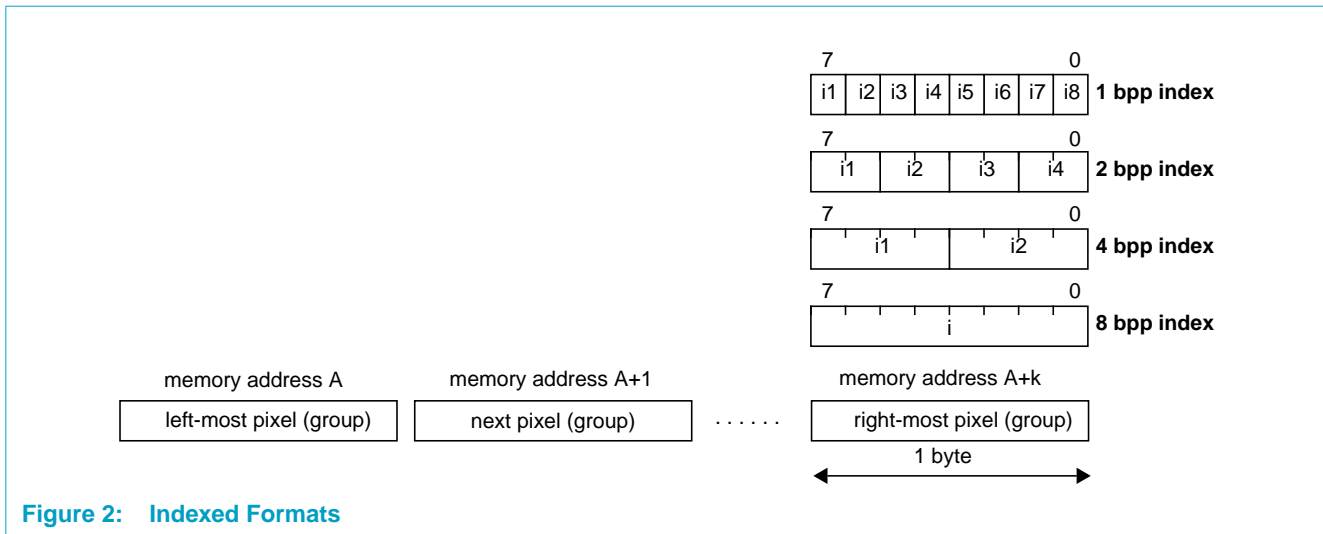 7 0
i1 i2 i3 i4 i5 i6 i7 i8 1 bpp index
7 0
i1 i2 i3 i4 2 bpp index
7 0
i1 i2 4 bpp index
7 0
i 8 bpp index
memory address A memory address A+1 memory address A+k
left-most pixel (group) next pixel (group) . . . . . . right-most pixel (group)
1 byte
Figure 2: Indexed Formats